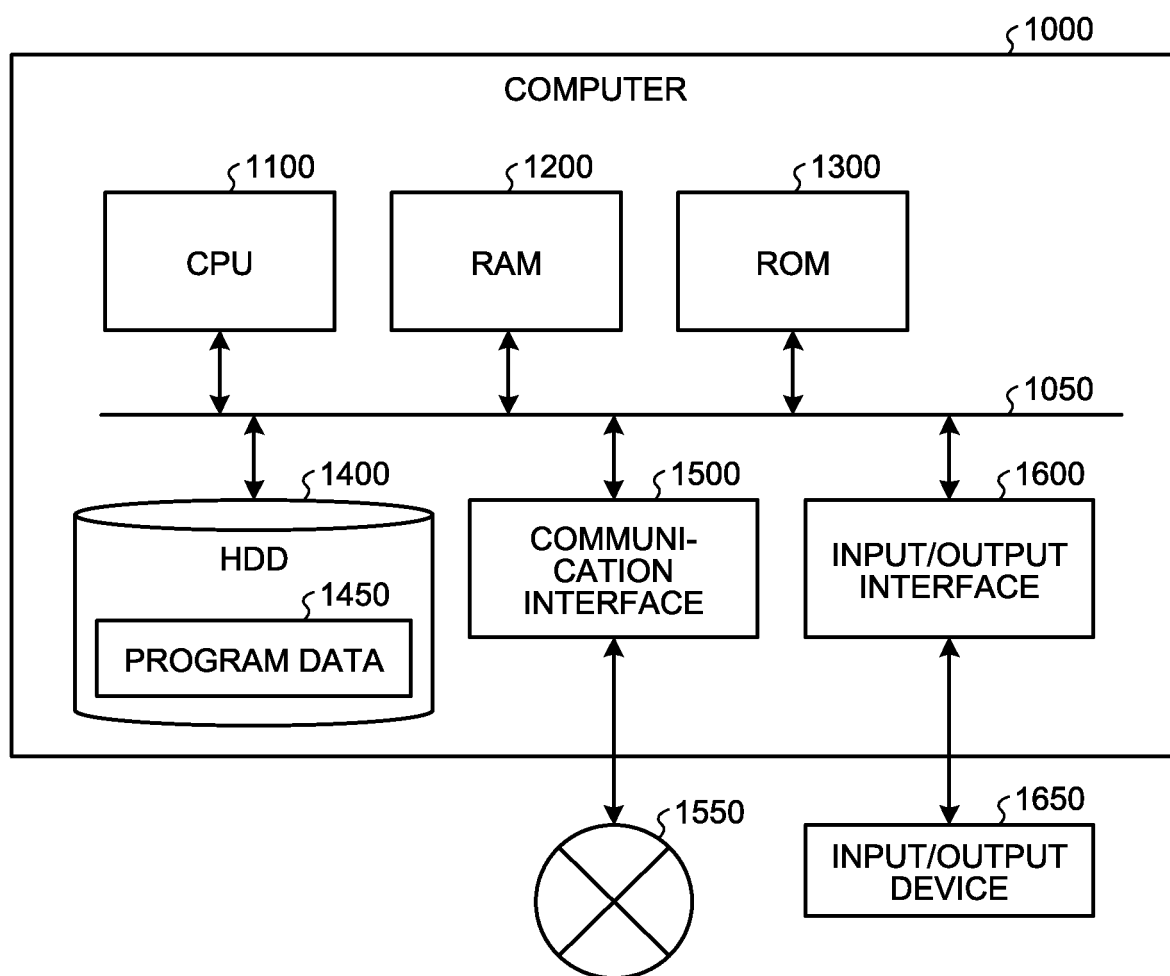 1000
COMPUTER
1100
1200
1300
CPU
RAM
ROM
1050
1400
1500
1600
HDD
COMMUNI-
CATION
INTERFACE
INPUT/OUTPUT
INTERFACE
1450
PROGRAM DATA
1550
1650
INPUT/OUTPUT
DEVICE